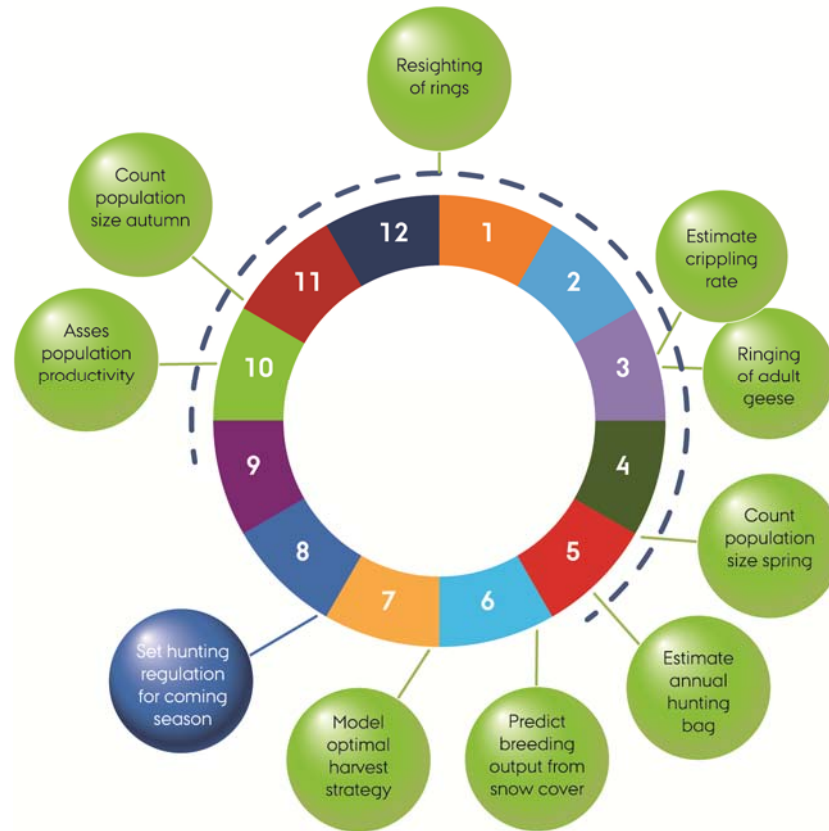 Resighting
of rings
Count
population
size autumn
Estimate
crippling
rate
Asses
population
productivity
Ringing
of adult
geese
12
1
11
2
10
3
9
4
8
5
7
6
Count
population
size spring
Set hunting
regulation
for coming
season
Estimate
annual
hunting
bag
Model
optimal
harvest
strategy
Predict
breeding
output from
snow cover